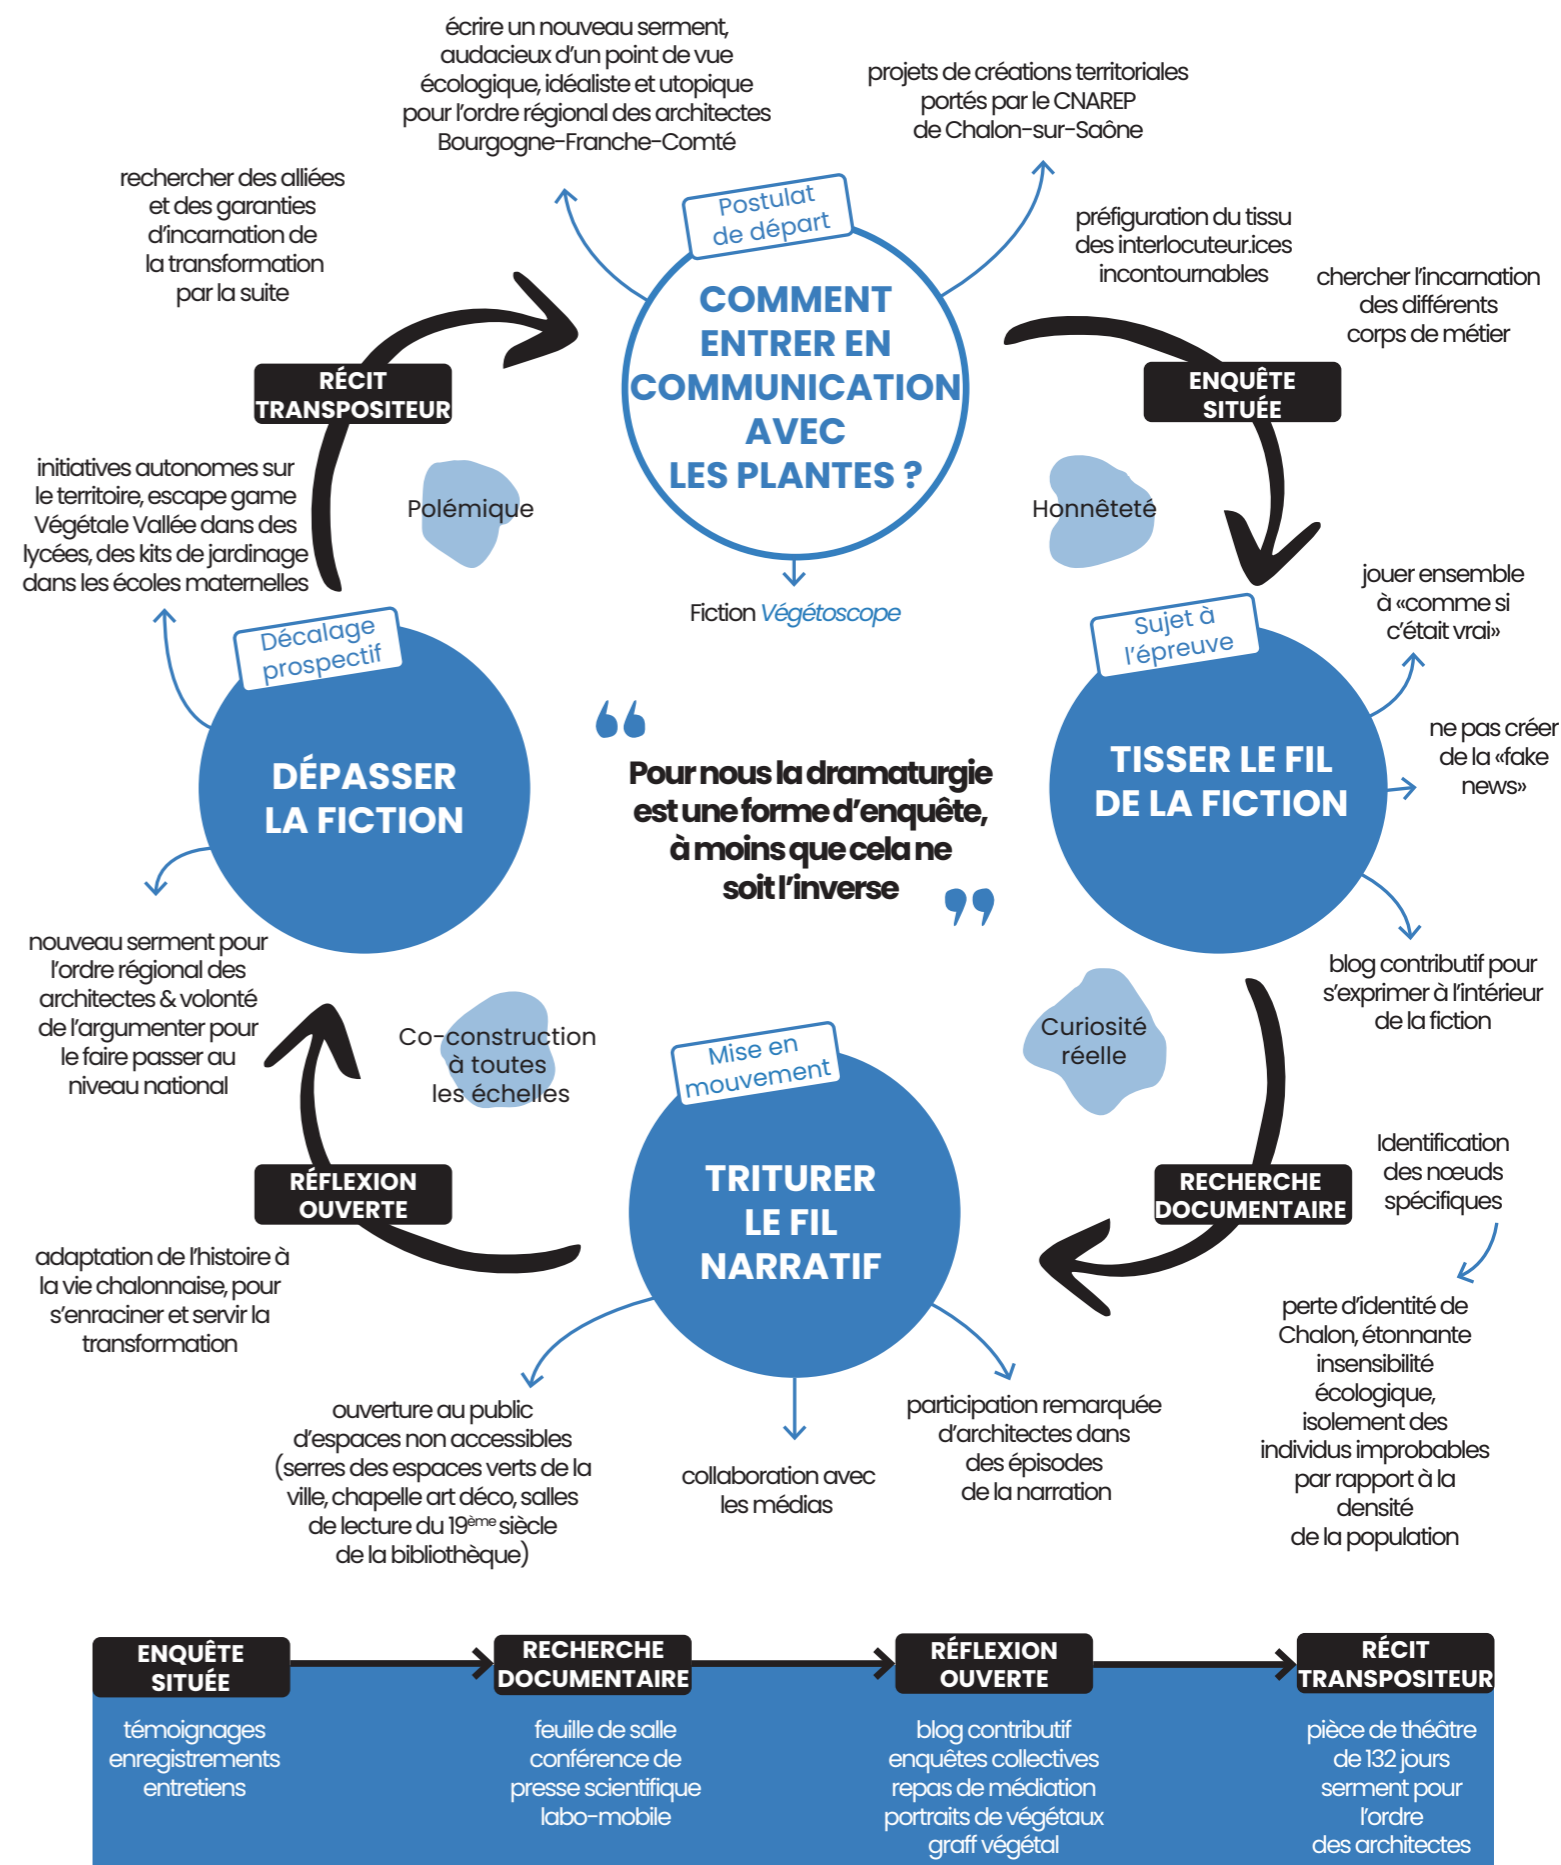 écrire un nouveau serment,
audacieux d'un point de vue
écologique, idéaliste et utopique
pour l'ordre régional des architectes
Bourgogne-Franche-Comté
projets de créations territoriales
portés par le CNAREP
de Chalon-sur-Saône
rechercher des alliées
et des garanties
d'incarnation de
la transformation
par la suite
Postulat
de départ
préfiguration du tissu
des interlocuteur.ices
incontournables
chercher l'incarnation
des différents
corps de métier
COMMENT
ENTRER EN
COMMUNICATION
AVEC
LES PLANTES ?
RÉCIT
TRANSPOSITEUR
ENQUÊTE
SITUÉE
initiatives autonomes sur
le territoire, escape game
Végétale Vallée dans des
lycées, des kits de jardinage
dans les écoles maternelles
Polémique
Honnêteté
Fiction Végétoscope
jouer ensemble
à «comme si
c'était vrai»
Décalage
prospectif
Sujet à
l'épreuve
ne pas créer
de la «fake
news»
DÉPASSER
LA FICTION
“
Pour nous la dramaturgie
est une forme d'enquête,
à moins que cela ne
soit l'inverse
”
TISSER LE FIL
DE LA FICTION
nouveau serment pour
l'ordre régional des
architectes & volonté
de l'argumenter pour
le faire passer au
niveau national
blog contributif pour
s'exprimer à l'intérieur
de la fiction
Co-construction
à toutes
les échelles
Curiosité
réelle
Mise en
mouvement
TRITURER
LE FIL
NARRATIF
RÉFLEXION
OUVERTE
RECHERCHE
DOCUMENTAIRE
Identification
des nœuds
spécifiques
adaptation de l'histoire à
la vie chalonnaise, pour
s'enraciner et servir la
transformation
perte d'identité de
Chalon, étonnante
insensibilité
écologique,
isolement des
individus improbables
par rapport à la
densité
de la population
ouverture au public
d'espaces non accessibles
(serres des espaces verts de la
ville, chapelle art déco, salles
de lecture du 19ème siècle
de la bibliothèque)
collaboration avec
les médias
participation remarquée
d'architectes dans
des épisodes
de la narration
ENQUÊTE
SITUÉE
témoignages
enregistrements
entretiens
RECHERCHE
DOCUMENTAIRE
feuille de salle
conférence de
presse scientifique
labo-mobile
RÉFLEXION
OUVERTE
blog contributif
enquêtes collectives
repas de médiation
portraits de végétaux
graff végétal
RÉCIT
TRANSPOSITEUR
pièce de théâtre
de 132 jours
serment pour
l'ordre
des architectes